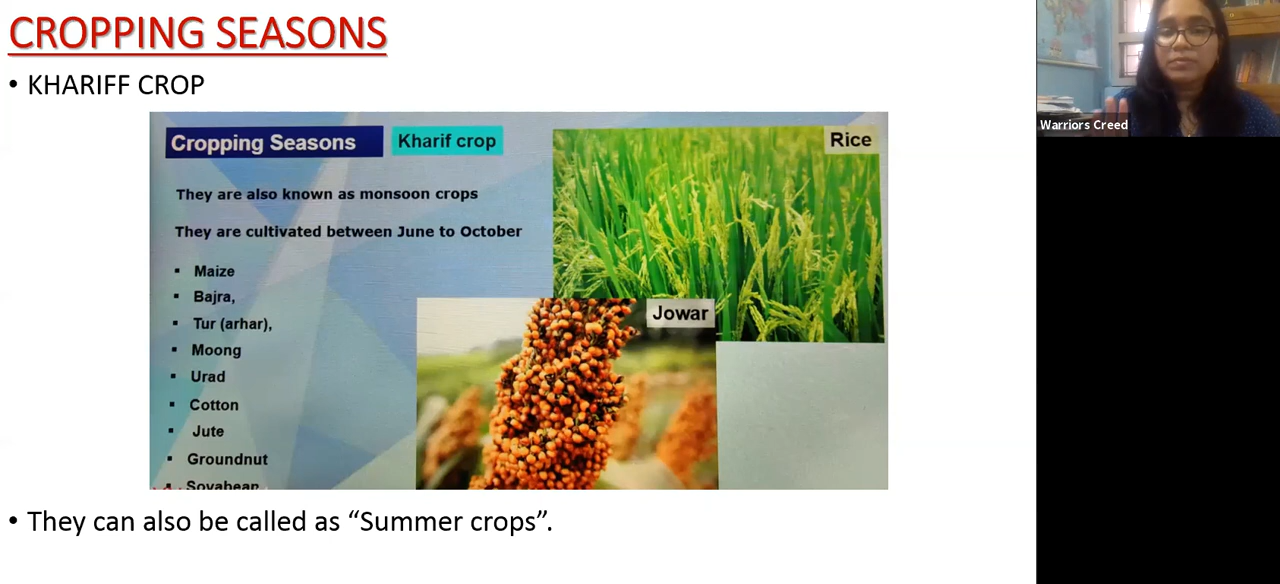 CROPPING SEASONS
• KHARIFF CROP
Cropping Seasons
Kharif crop
They are also known as monsoon crops
They are cultivated between June to October
▪ Maize
▪ Bajra,
▪ Tur (arhar),
▪ Moong
▪ Urad
▪ Cotton
▪ Jute
▪ Groundnut
▪ Soyabean
Rice
Jowar
• They can also be called as “Summer crops”.
Warriors Creed